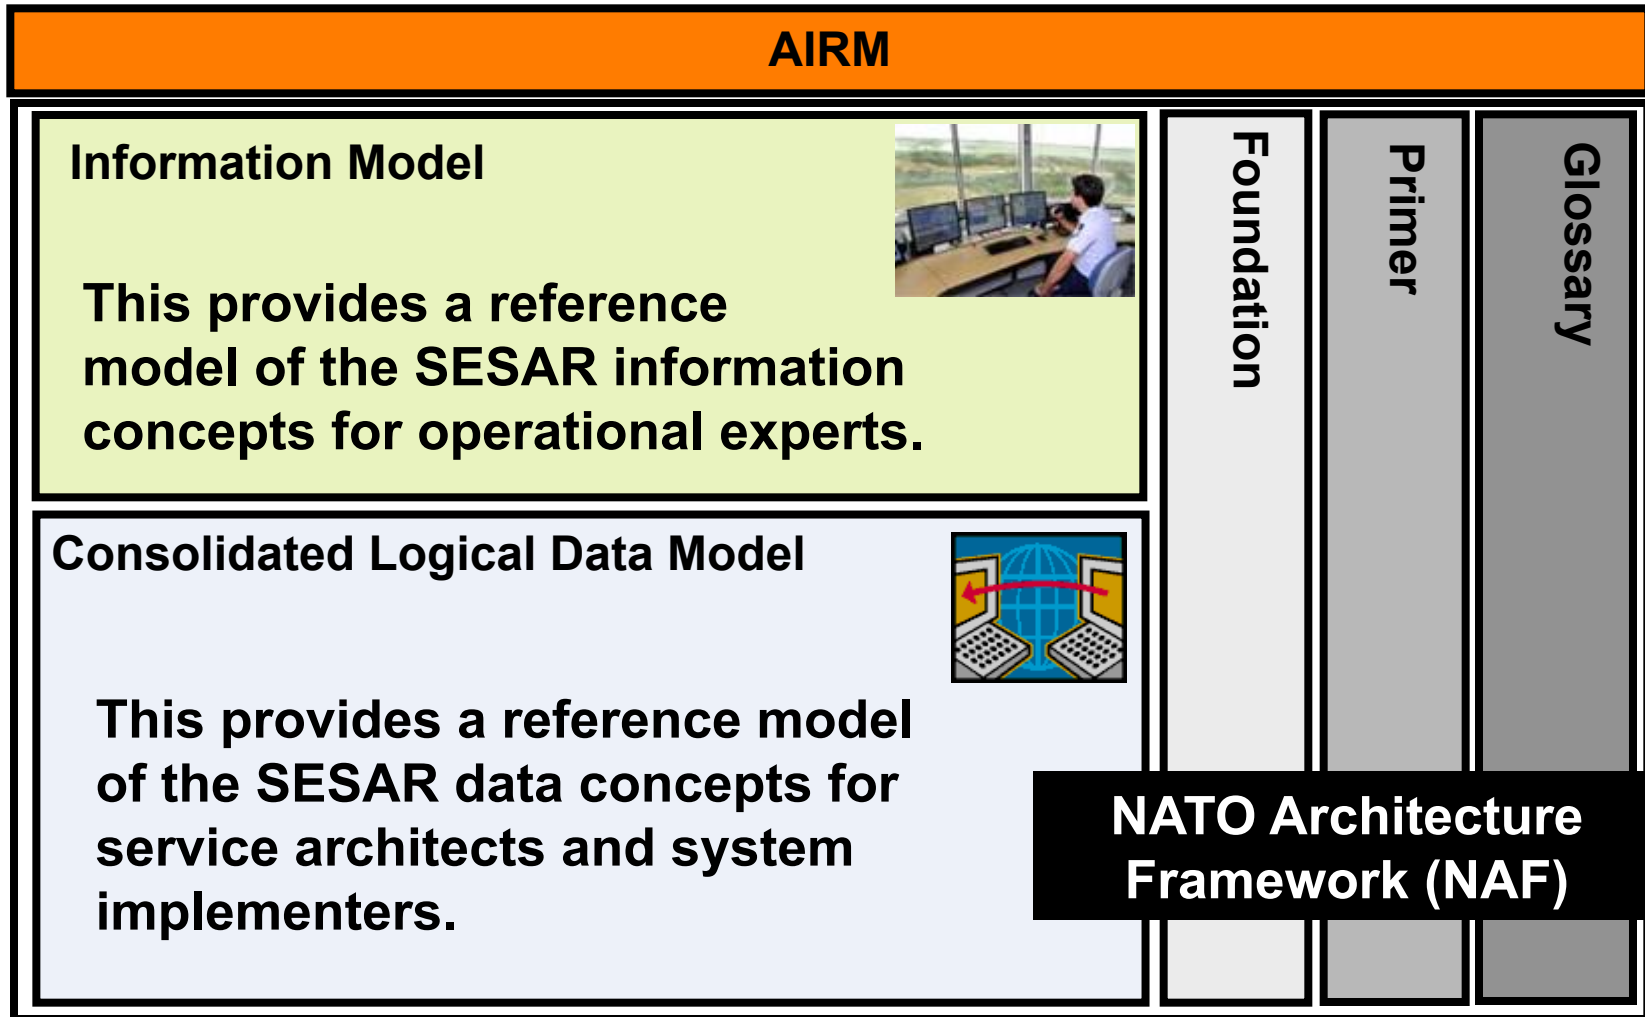 AIRM
Information Model
This provides a reference
model of the SESAR information
concepts for operational experts.
Consolidated Logical Data Model
This provides a reference model
of the SESAR data concepts for
service architects and system
implementers.
Foundation
Primer
Glossary
NATO Architecture
Framework (NAF)